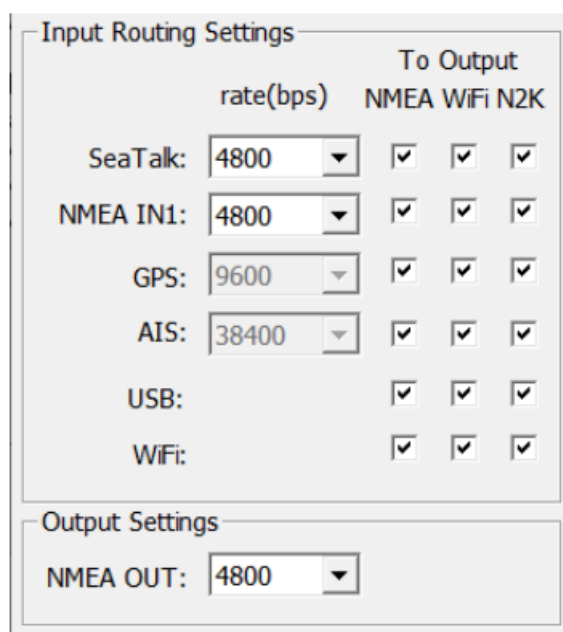 Input Routing Settings
To Output
rate(bps) NMEA WiFi N2K
SeaTalk: 4800
NMEA IN1: 4800
GPS: 9600
AIS: 38400
USB:
WiFi:
Output Settings
NMEA OUT: 4800